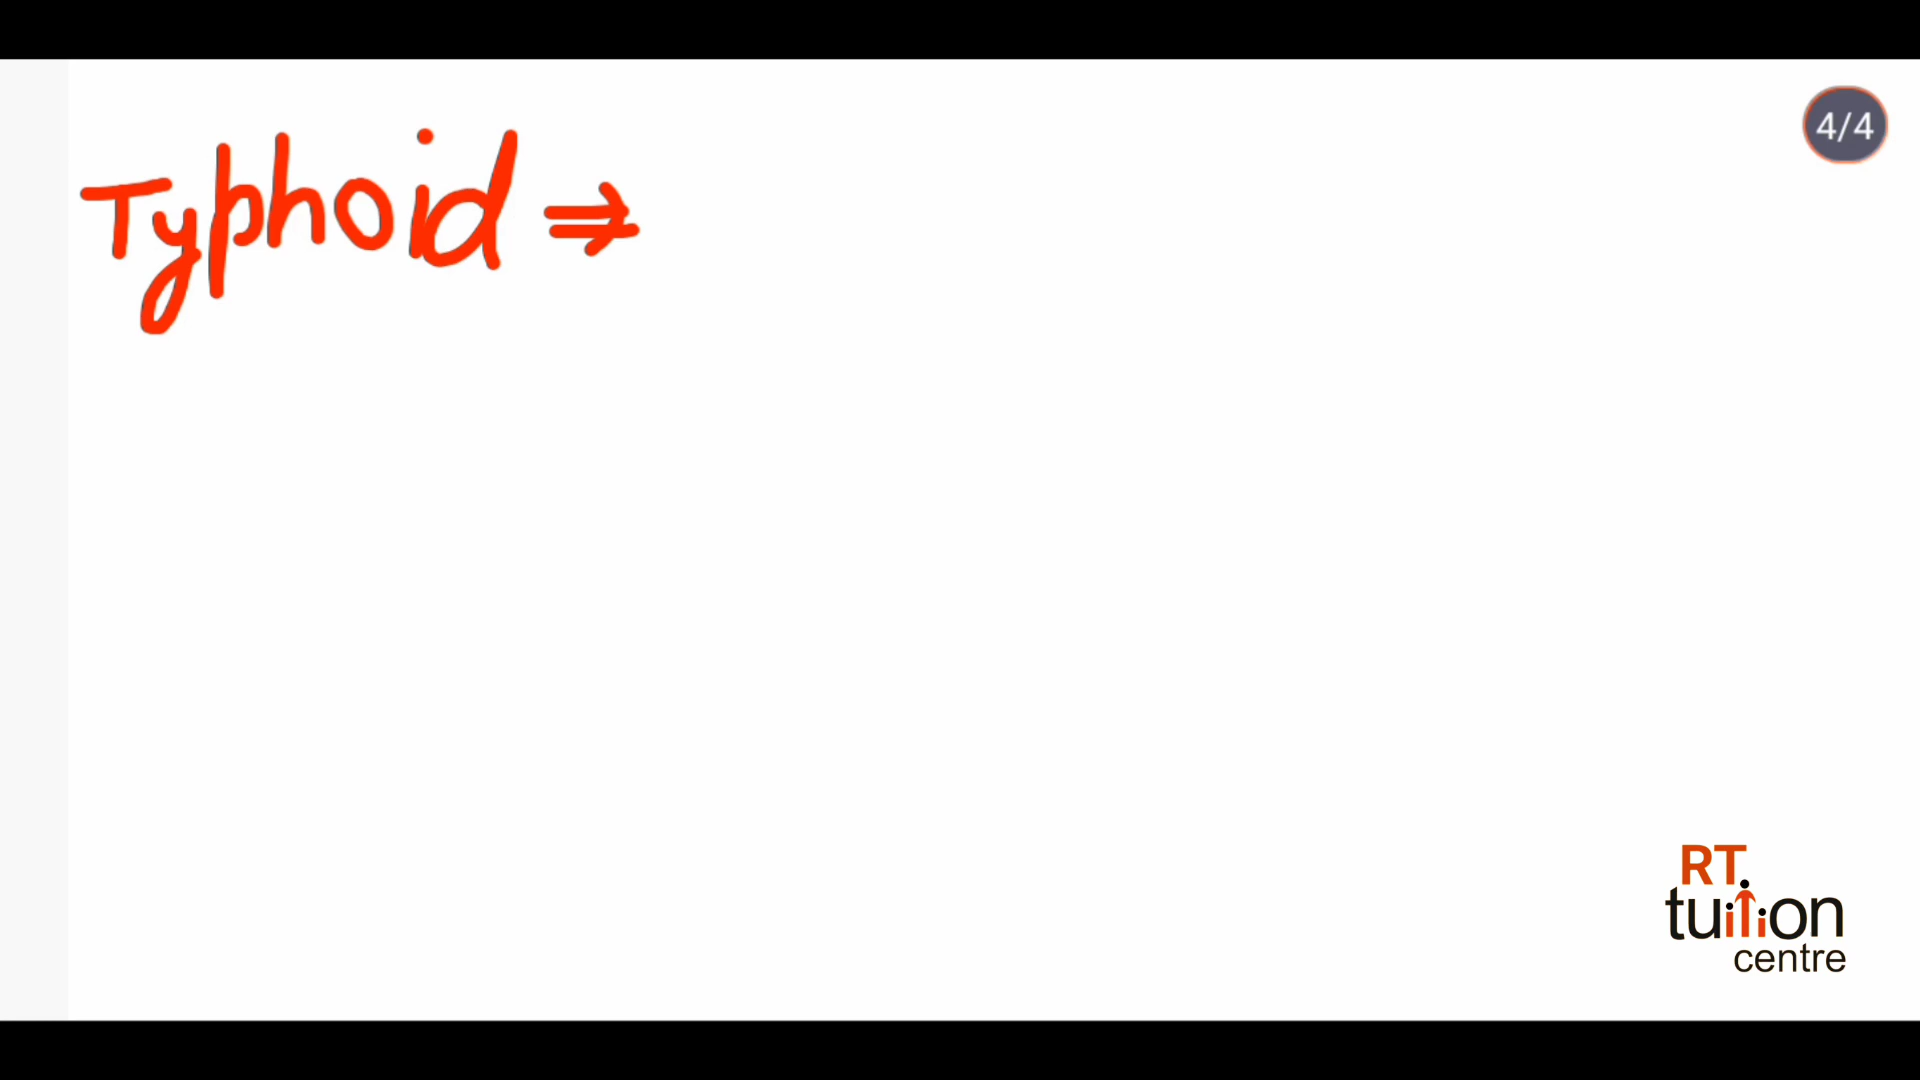 Typhoid ⇒
4/4
RT
tuition
centre